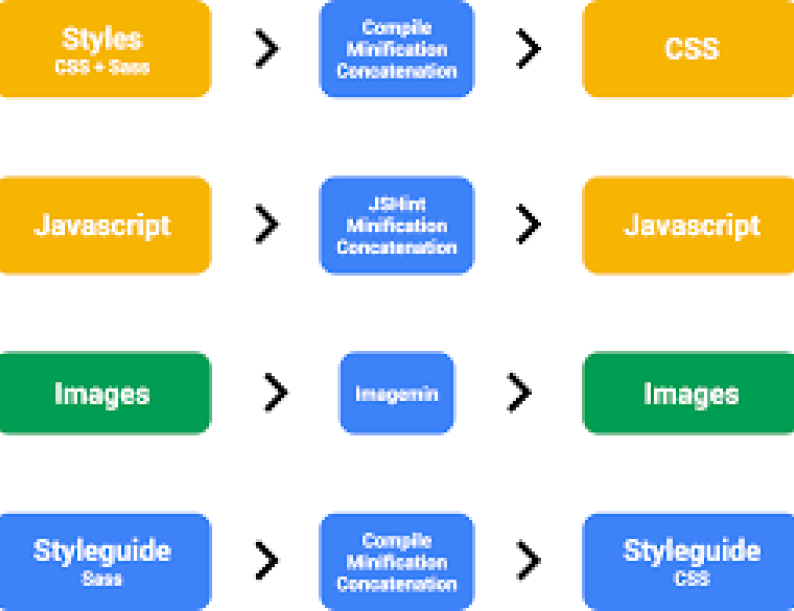 Styles
CSS + Sass
Compile
Minification
Concatenation
CSS
Javascript
JSHint
Minification
Concatenation
Javascript
Images
Imagemin
Images
Styleguide
Sass
Compile
Minification
Concatenation
Styleguide
CSS